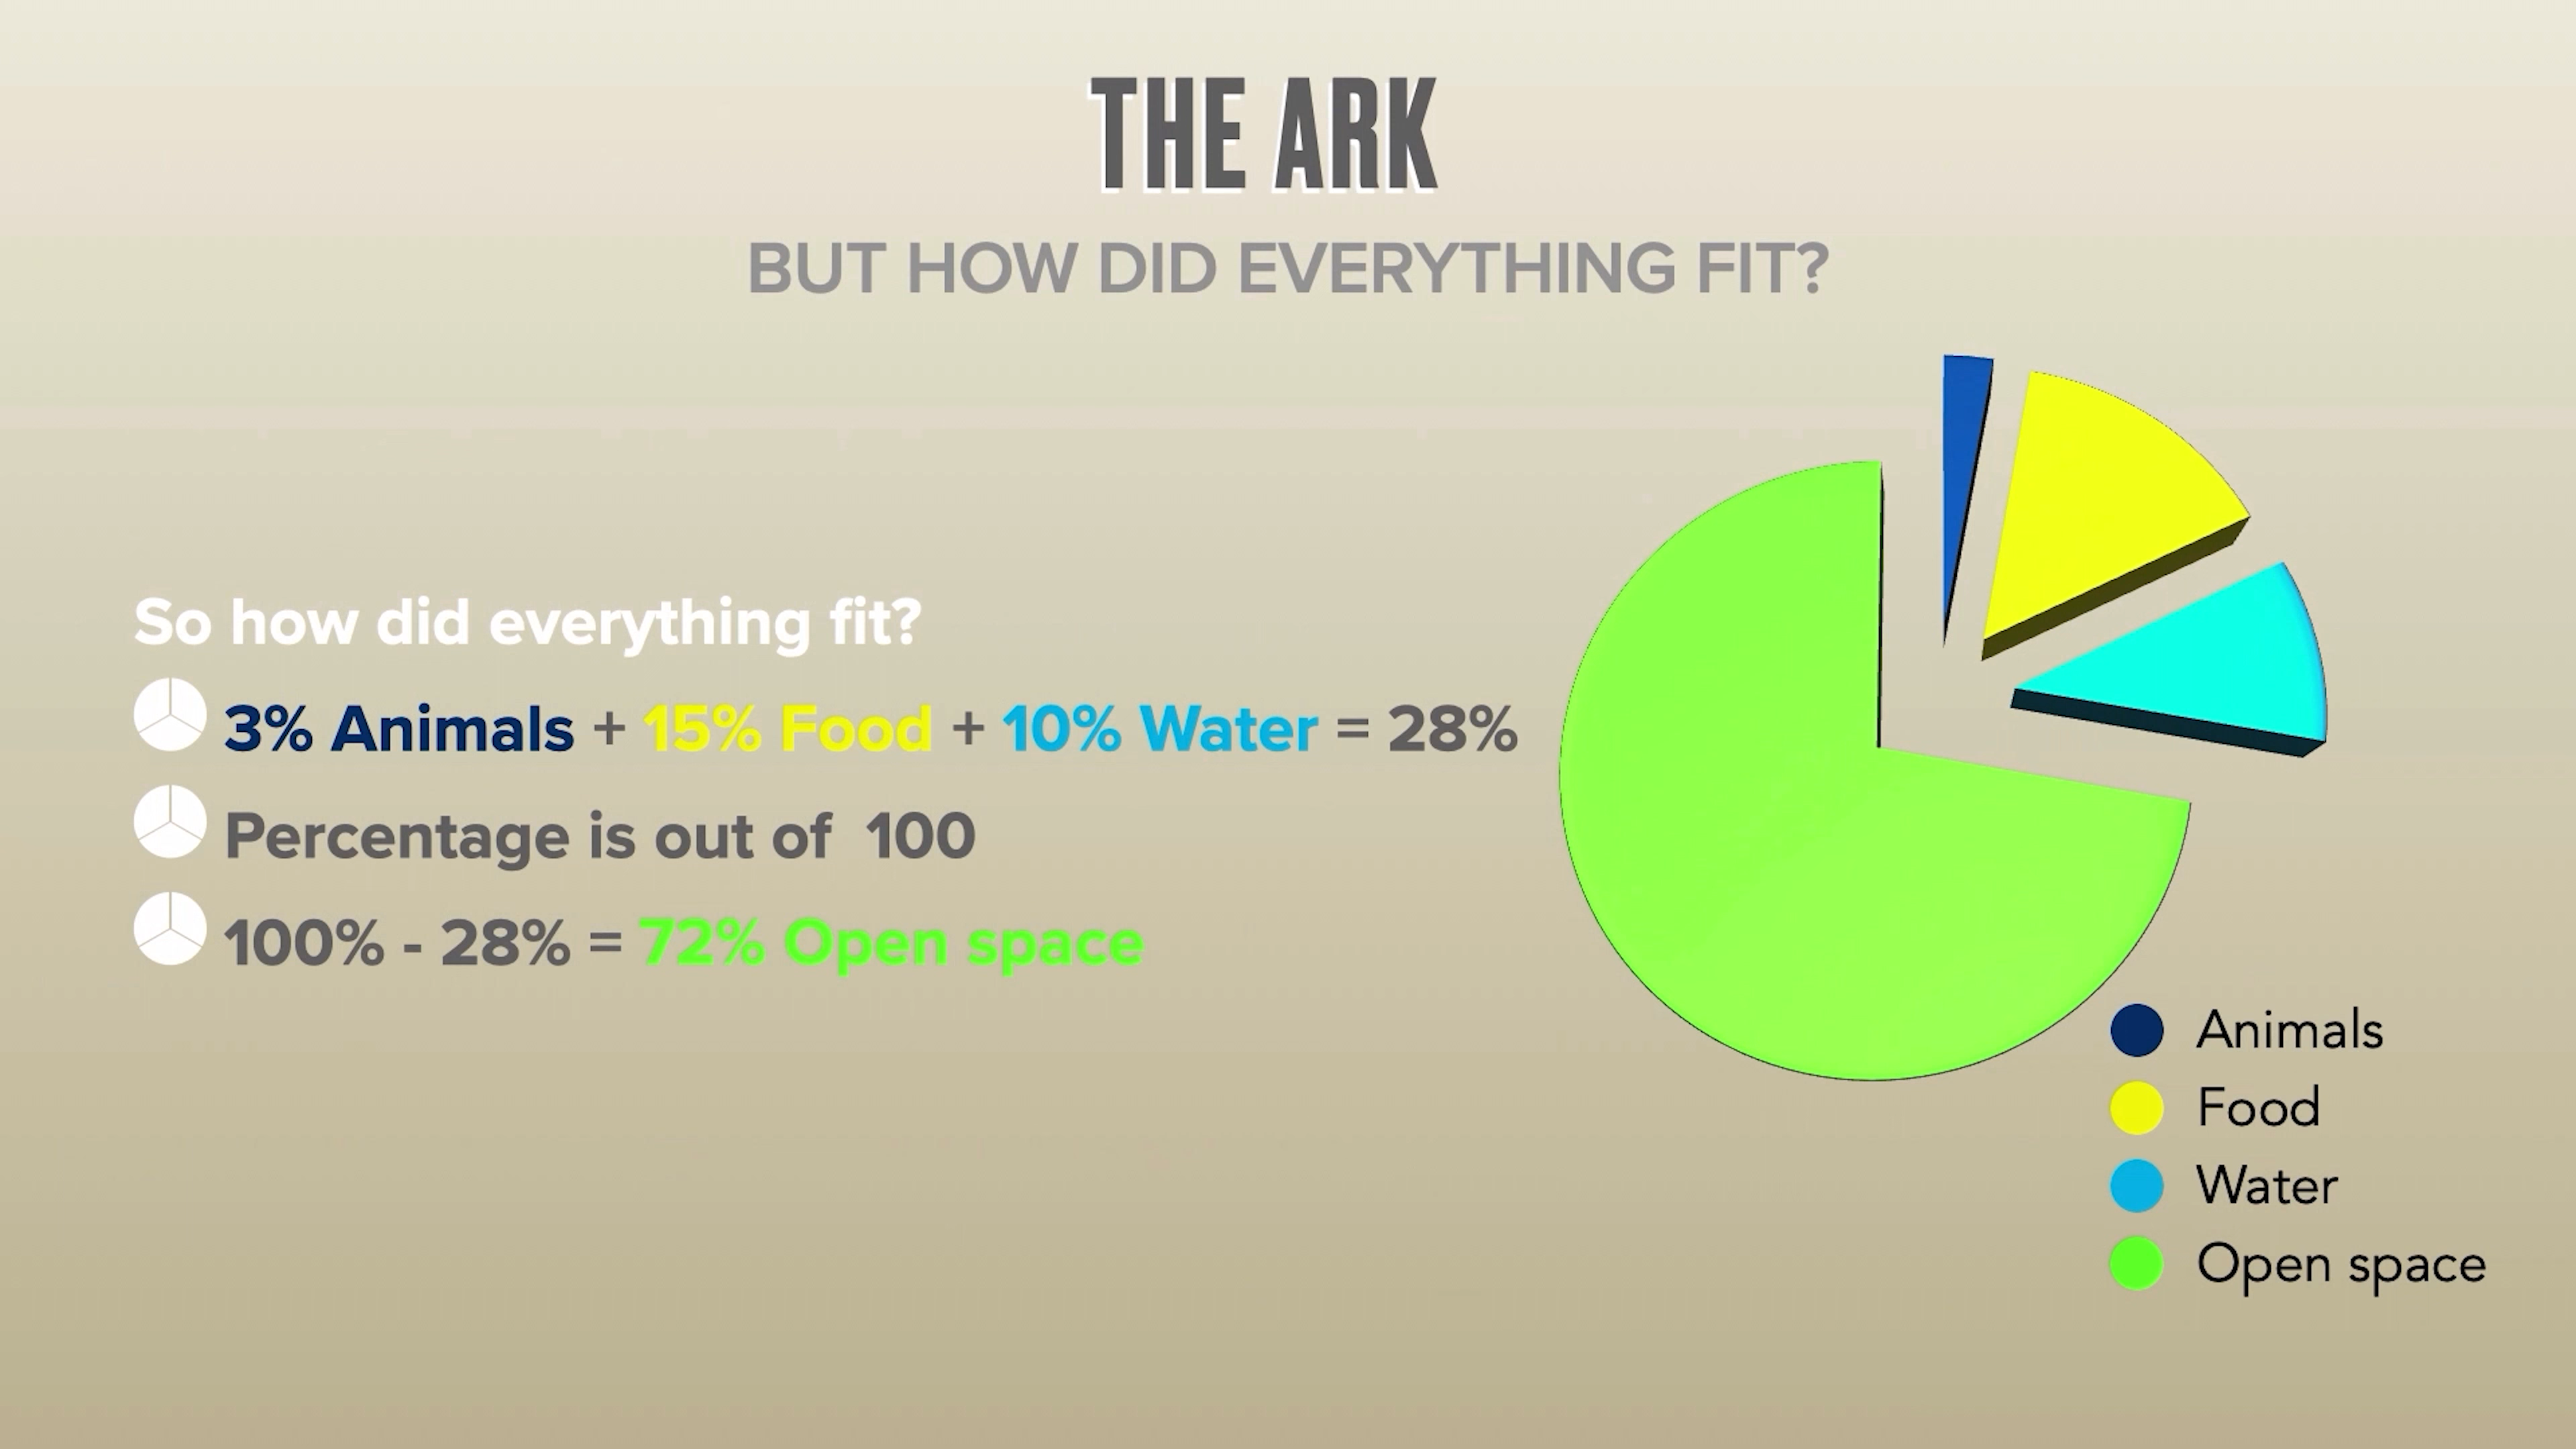 THE ARK
BUT HOW DID EVERYTHING FIT?
So how did everything fit?
3% Animals + 15% Food + 10% Water = 28%
Percentage is out of 100
100% - 28% = 72% Open space
Animals
Food
Water
Open space